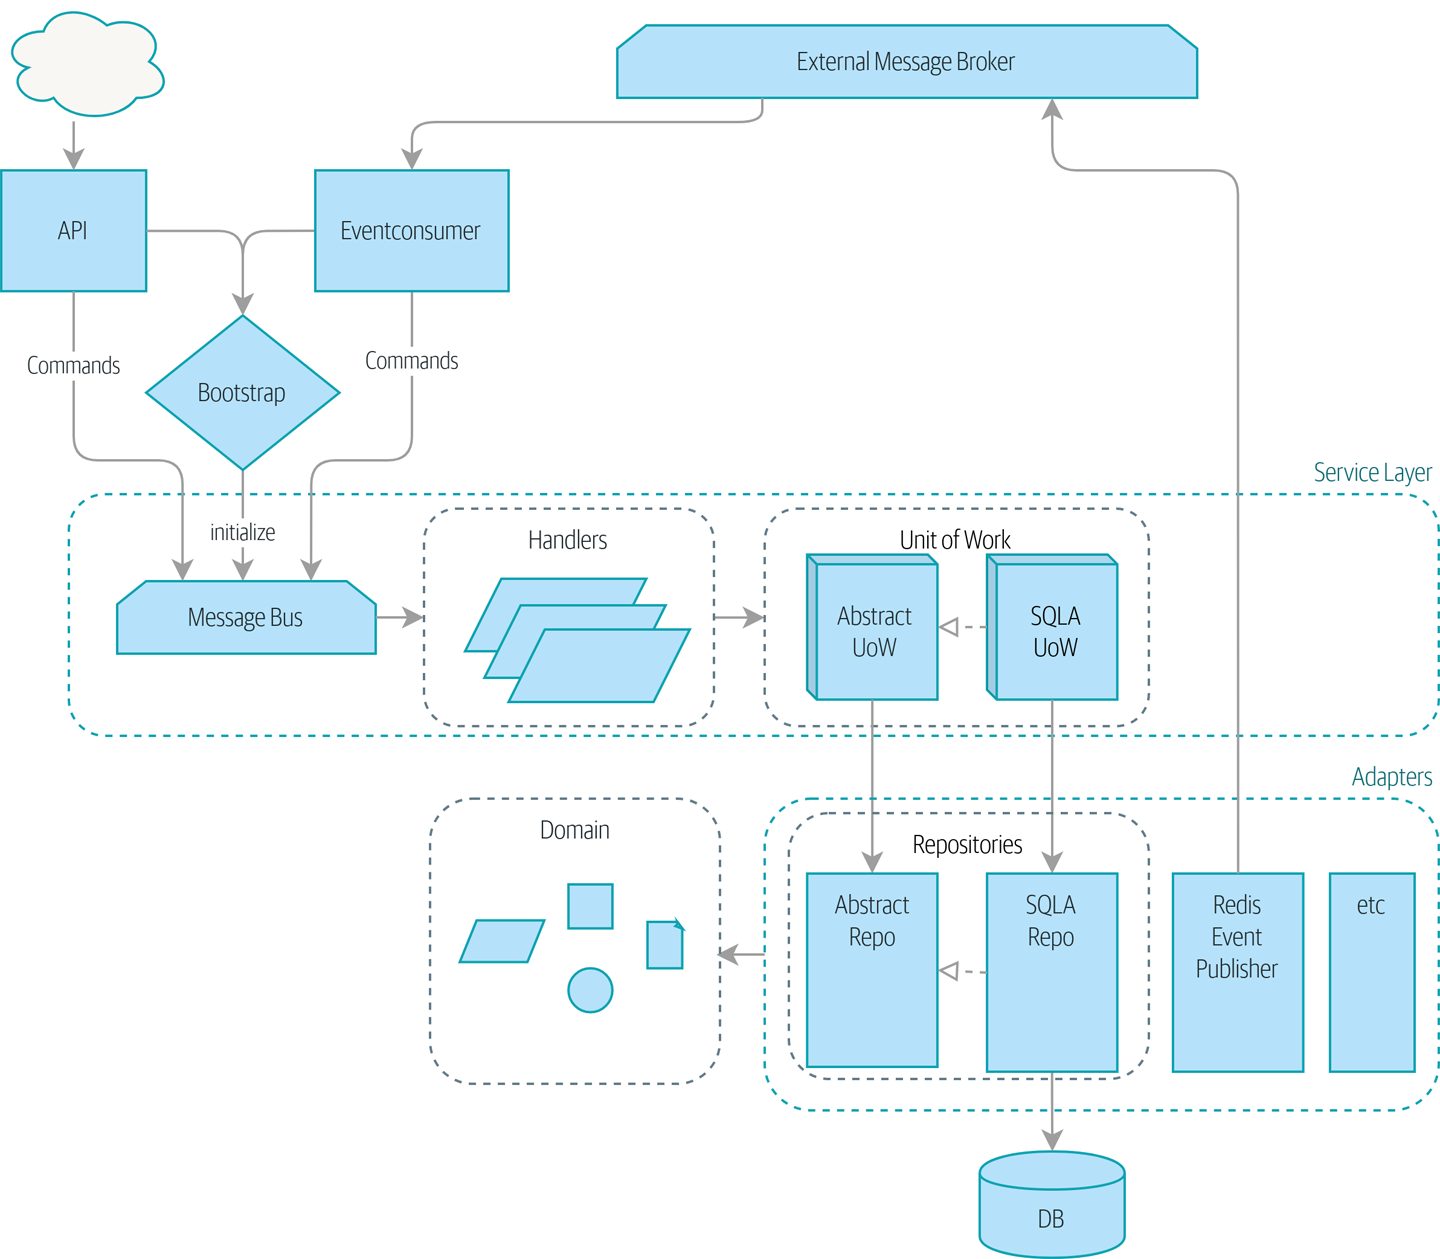 External Message Broker
API
Eventconsumer
Commands
Commands
Bootstrap
Service Layer
initialize
Handlers
Unit of Work
Message Bus
Abstract
UoW
SQLA
UoW
Adapters
Domain
Repositories
Abstract
Repo
SQLA
Repo
Redis
Event
Publisher
etc
DB